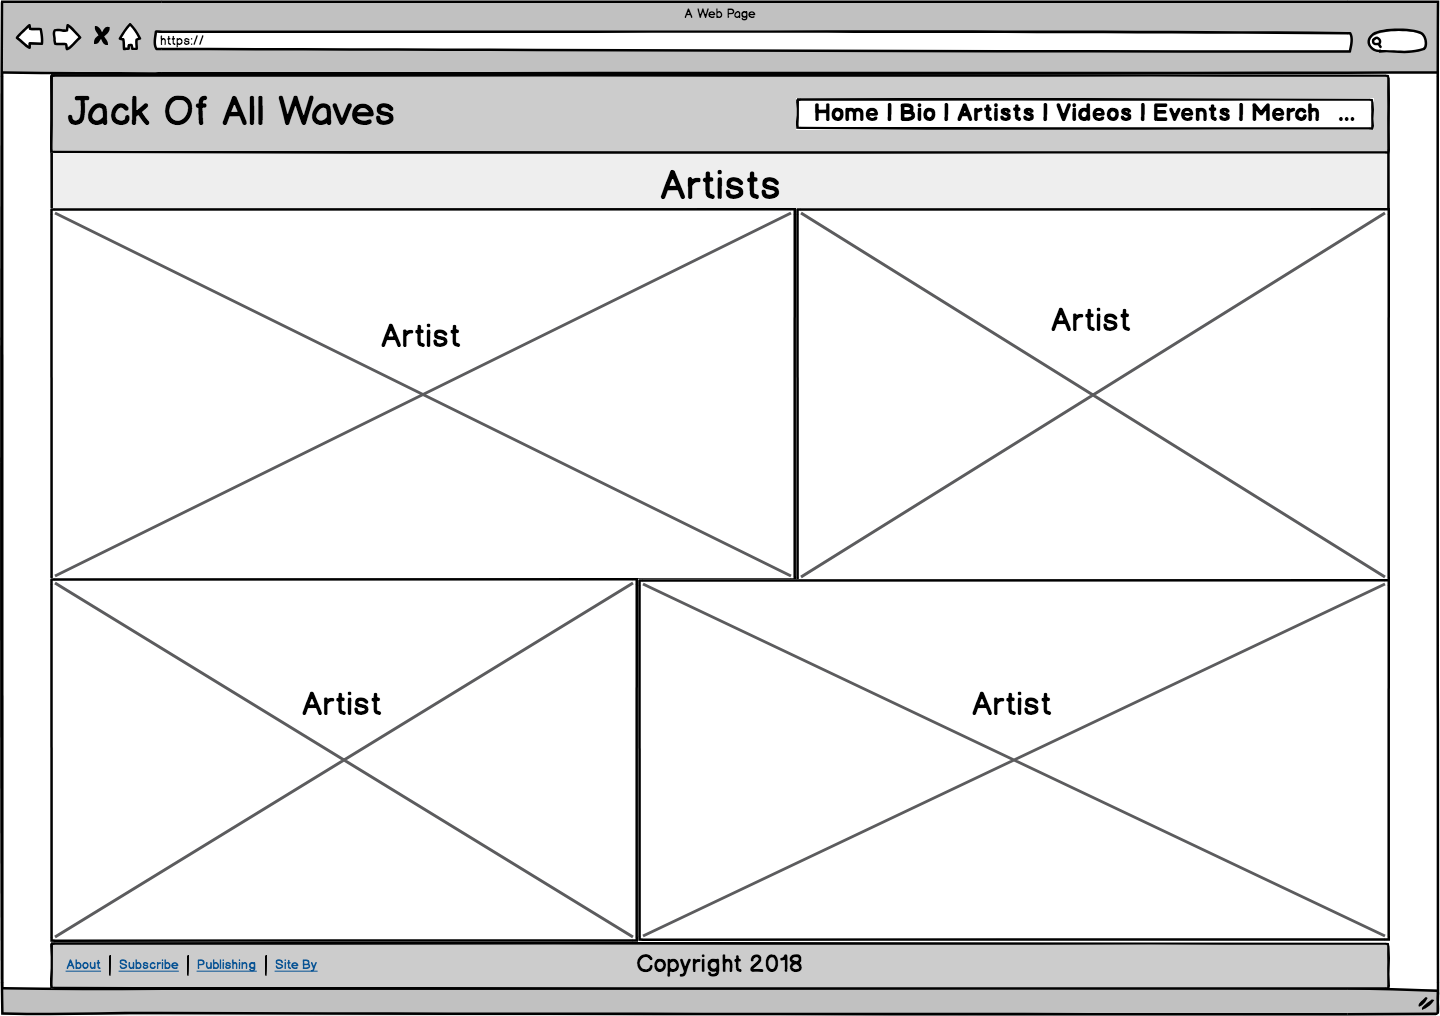 A Web Page
https://
Jack Of All Waves
Home | Bio | Artists | Videos | Events | Merch ...
Artists
Artist
Artist
Artist
Artist
About | Subscribe | Publishing | Site By
Copyright 2018